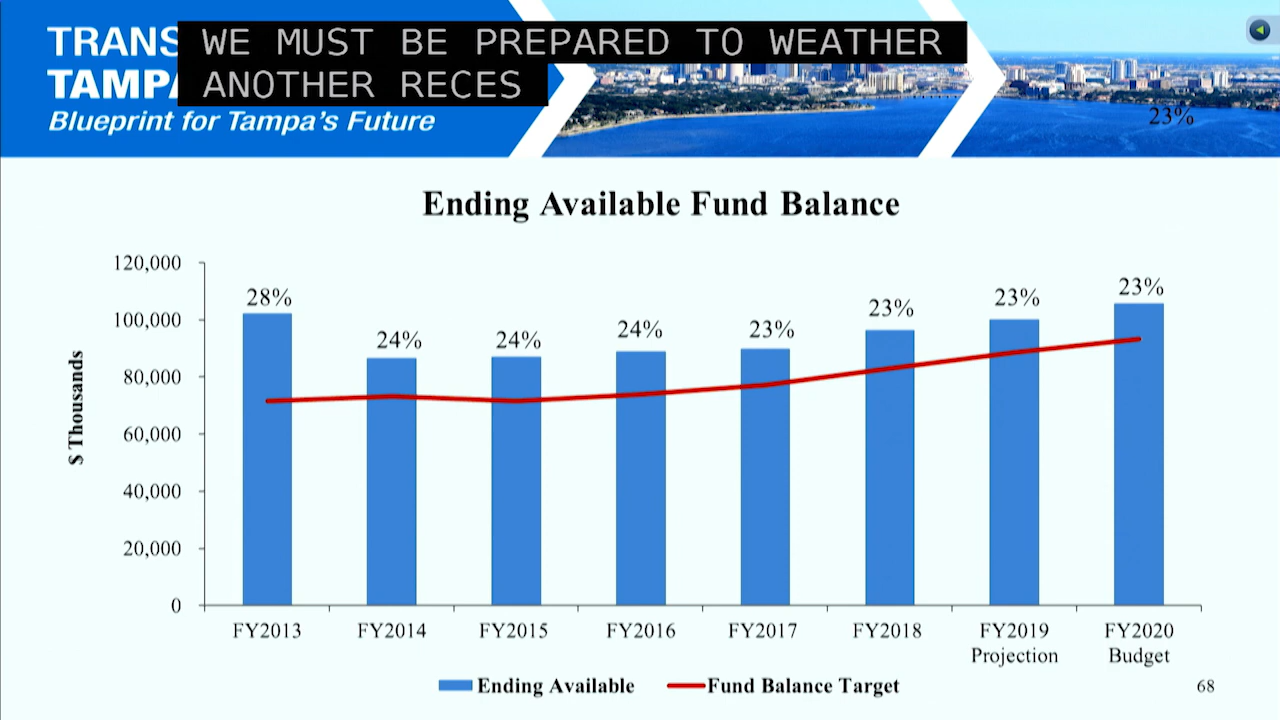 TRANS
WE MUST BE PREPARED TO WEATHER
TAMPA
ANOTHER RECES
Blueprint for Tampa's Future
23%
Ending Available Fund Balance
$ Thousands
120,000
100,000
80,000
60,000
40,000
20,000
0
28%
24%
24%
24%
23%
23%
23%
23%
FY2013
FY2014
FY2015
FY2016
FY2017
FY2018
FY2019
Projection
FY2020
Budget
Ending Available
Fund Balance Target
68